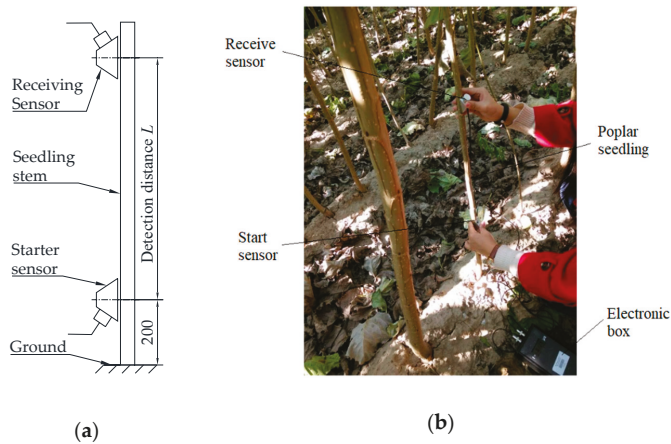 (a)
Receiving
Sensor
Seedling
stem
Starter
sensor
Ground
Detection distance L
200
Receive
sensor
Start
sensor
Poplar
seedling
Electronic
box
(b)